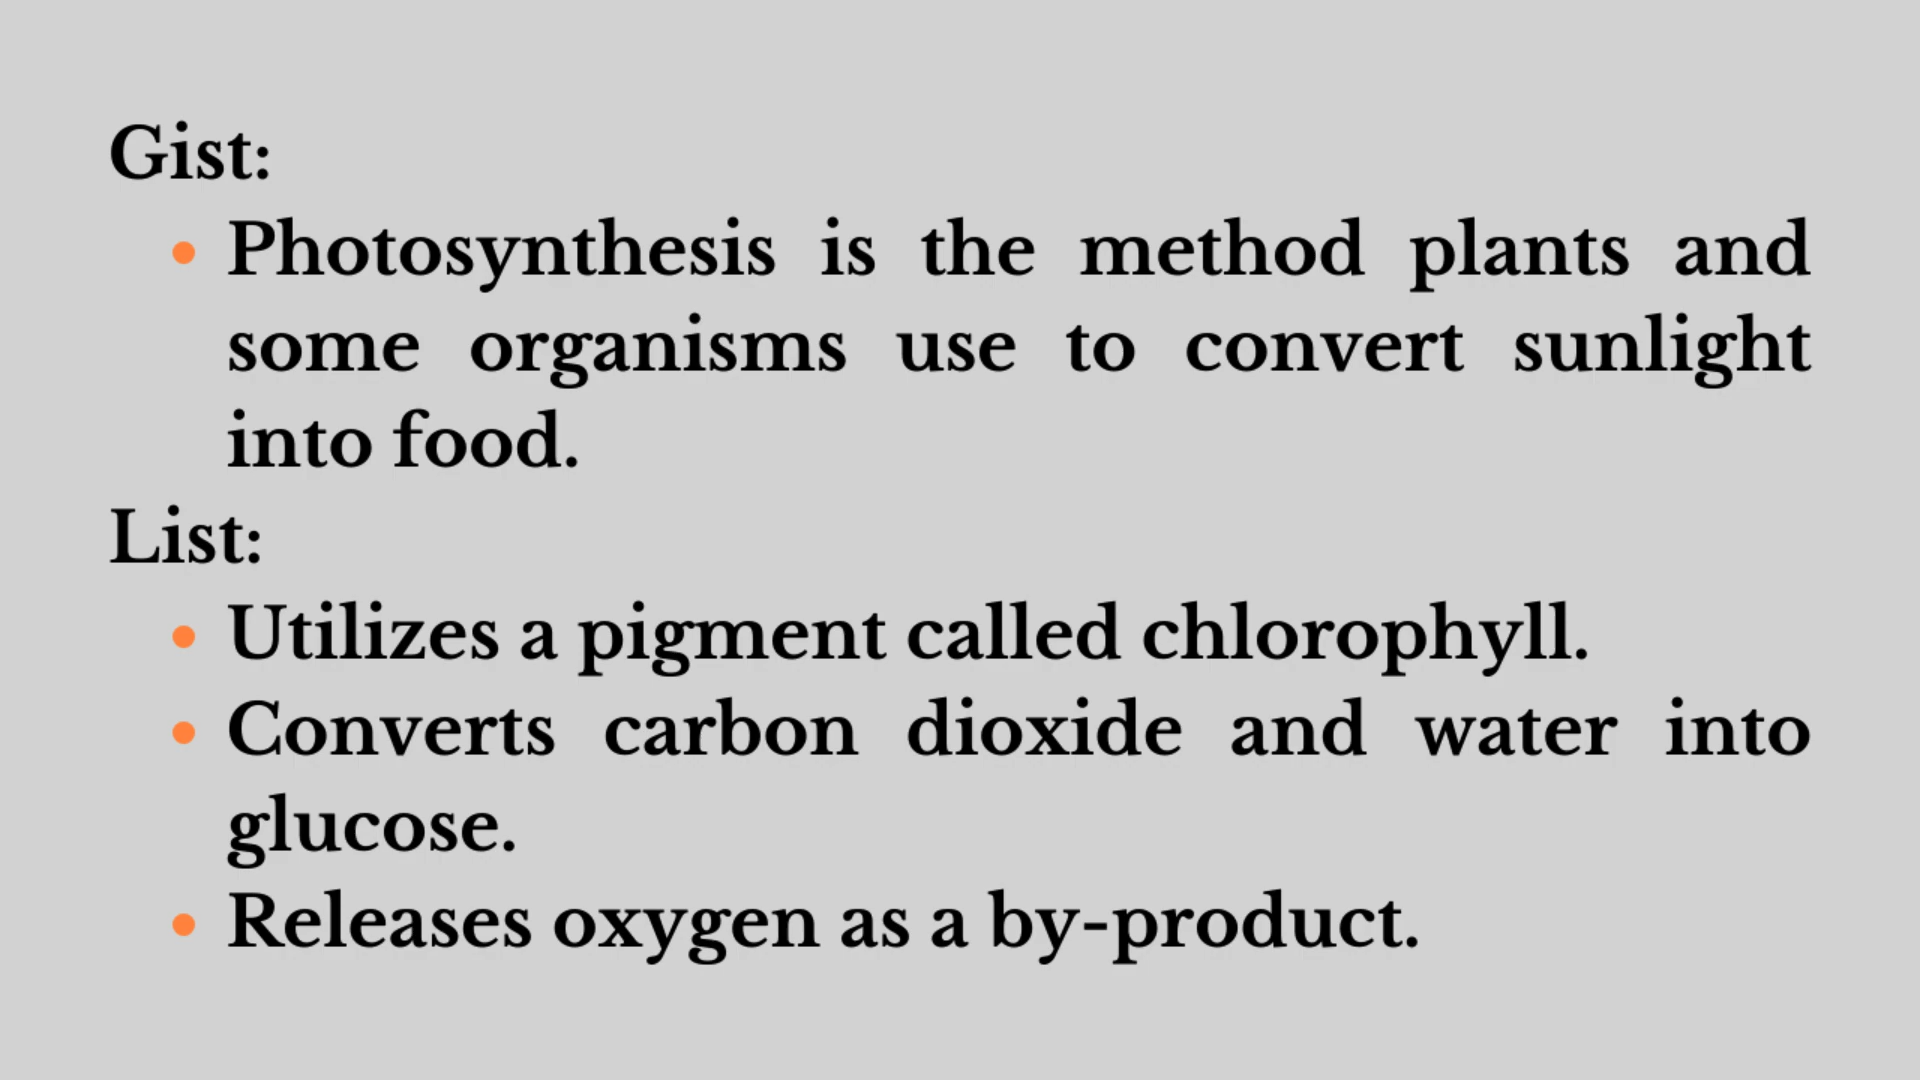 Gist:
• Photosynthesis is the method plants and
some organisms use to convert sunlight
into food.
List:
• Utilizes a pigment called chlorophyll.
• Converts carbon dioxide and water into
glucose.
• Releases oxygen as a by-product.